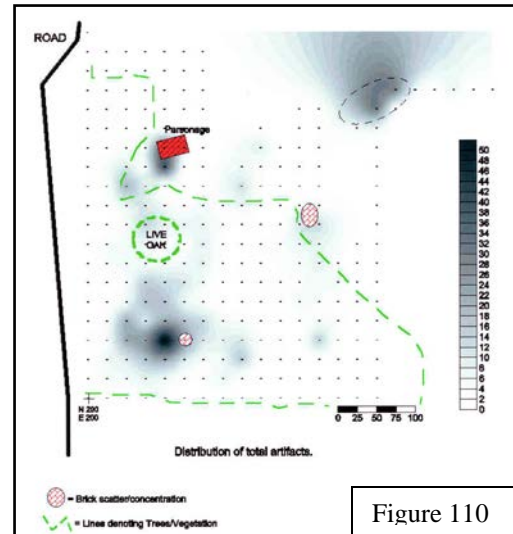 ROAD
Parsonage
LIVE
OAK
50
48
46
44
42
40
38
36
34
32
30
28
26
24
22
20
18
16
14
12
10
8
6
4
2
0
N 200
E 200
0 25 50 75 100
Distribution of total artifacts.
= Brick scatter/concentration
= Lines denoting Trees/Vegetation
Figure 110